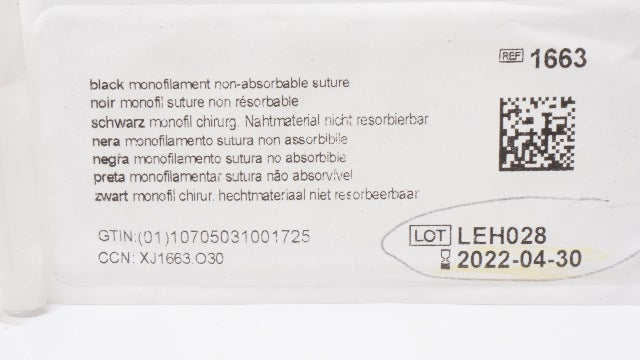 REF 1663
black monofilament non-absorbable suture
noir monofil suture non résorbable
schwarz monofil chirurg. Nahtmaterial nicht resorbierbar
nera monofilamento sutura non assorbibile
negra monofilamento sutura no absorbible
preta monofilamentar sutura não absorvível
zwart monofil chirur. hechtmateriaal niet resorbeerbaar
GTIN:(01)10705031001725
CCN: XJ1663.O30
LOT LEH028
2022-04-30